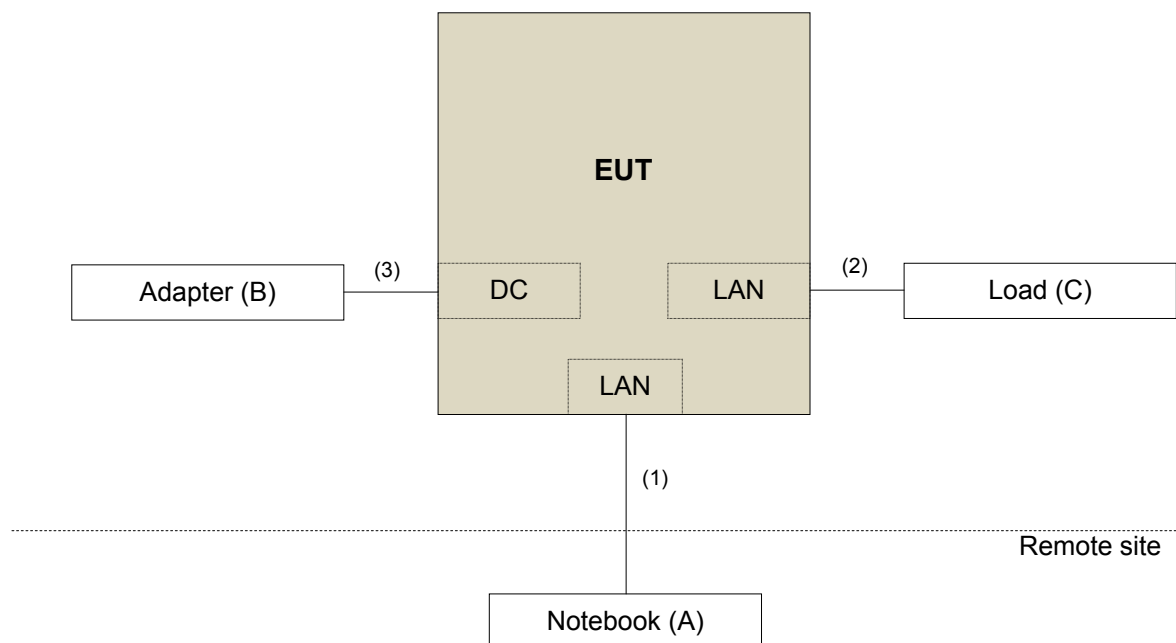 EUT
(3)
(2)
Adapter (B)
DC
LAN
Load (C)
LAN
(1)
Remote site
Notebook (A)